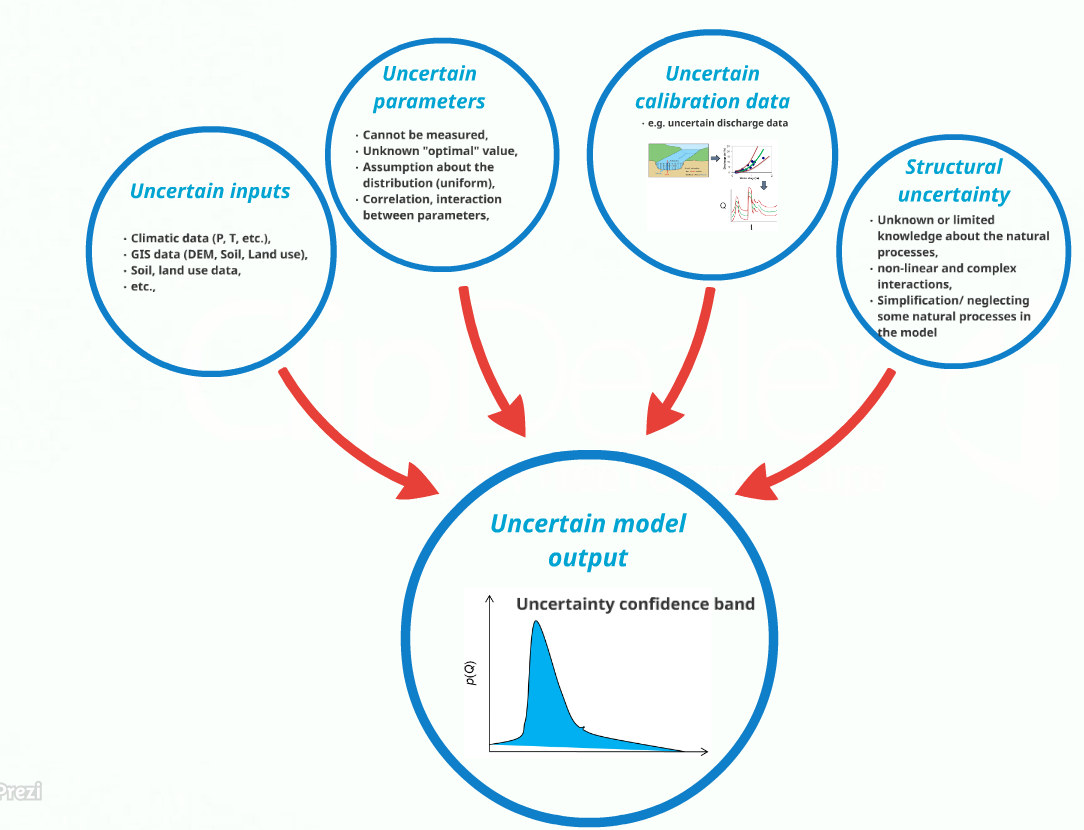 Uncertain
parameters
· Cannot be measured,
· Unknown "optimal" value,
· Assumption about the
distribution (uniform),
· Correlation, interaction
between parameters,
Uncertain
calibration data
· e.g. uncertain discharge data
Q
Uncertain inputs
· Climatic data (P, T, etc.),
· GIS data (DEM, Soil, Land use),
· Soil, land use data,
· etc.,
Structural
uncertainty
· Unknown or limited
knowledge about the natural
processes,
· non-linear and complex
interactions,
· Simplification/ neglecting
some natural processes in
the model
Uncertain model
output
Uncertainty confidence band
p(Q)
Prezi